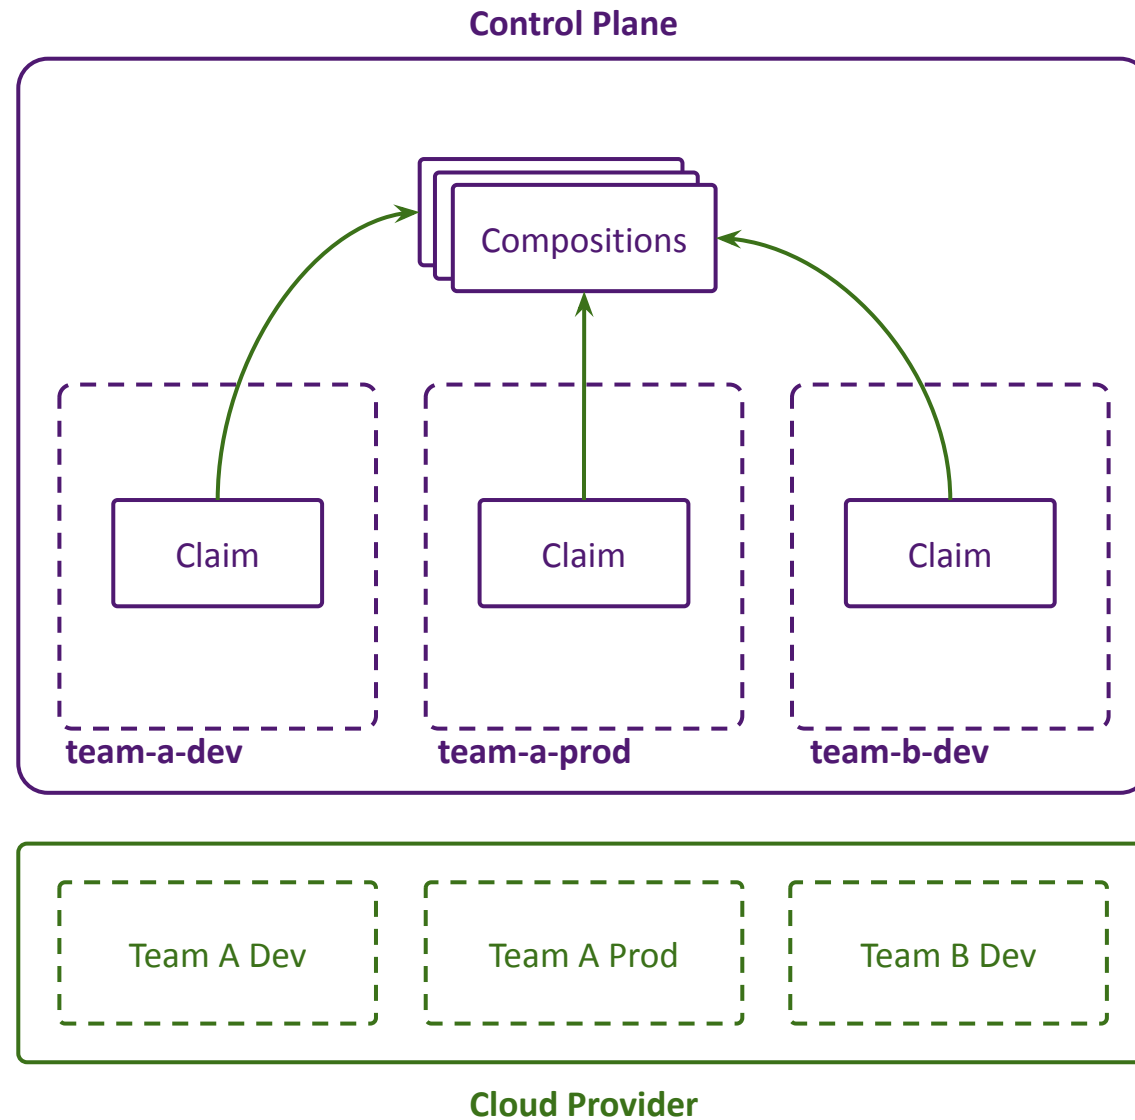 Control Plane
Compositions
Claim
Claim
Claim
team-a-dev
team-a-prod
team-b-dev
Team A Dev
Team A Prod
Team B Dev
Cloud Provider